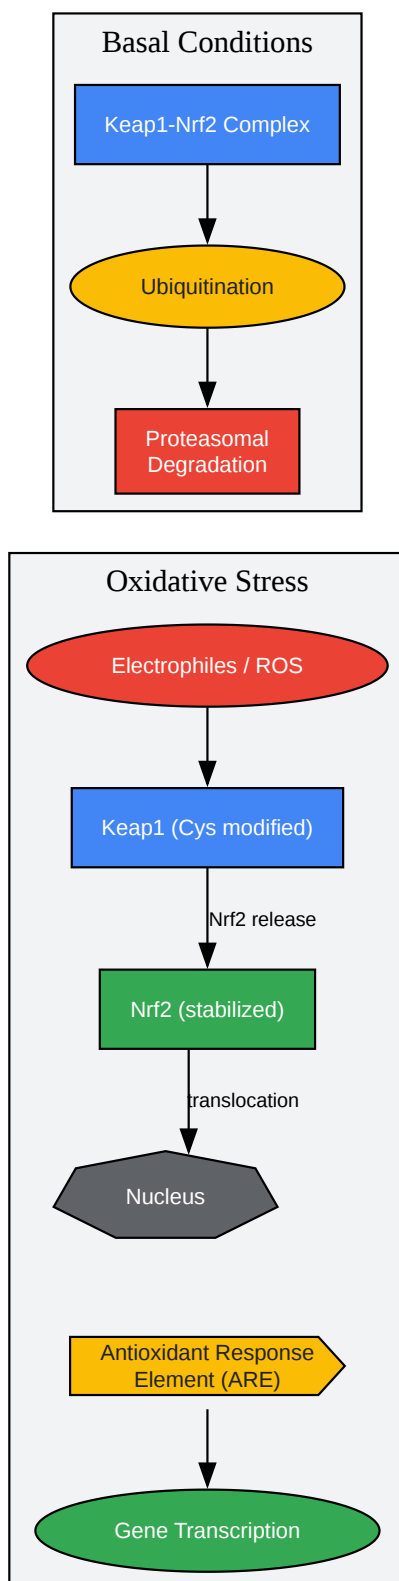 Basal Conditions
Keap1-Nrf2 Complex
Ubiquitination
Proteasomal
Degradation
Oxidative Stress
Electrophiles / ROS
Keap1 (Cys modified)
Nrf2 release
Nrf2 (stabilized)
translocation
Nucleus
Antioxidant Response
Element (ARE)
Gene Transcription